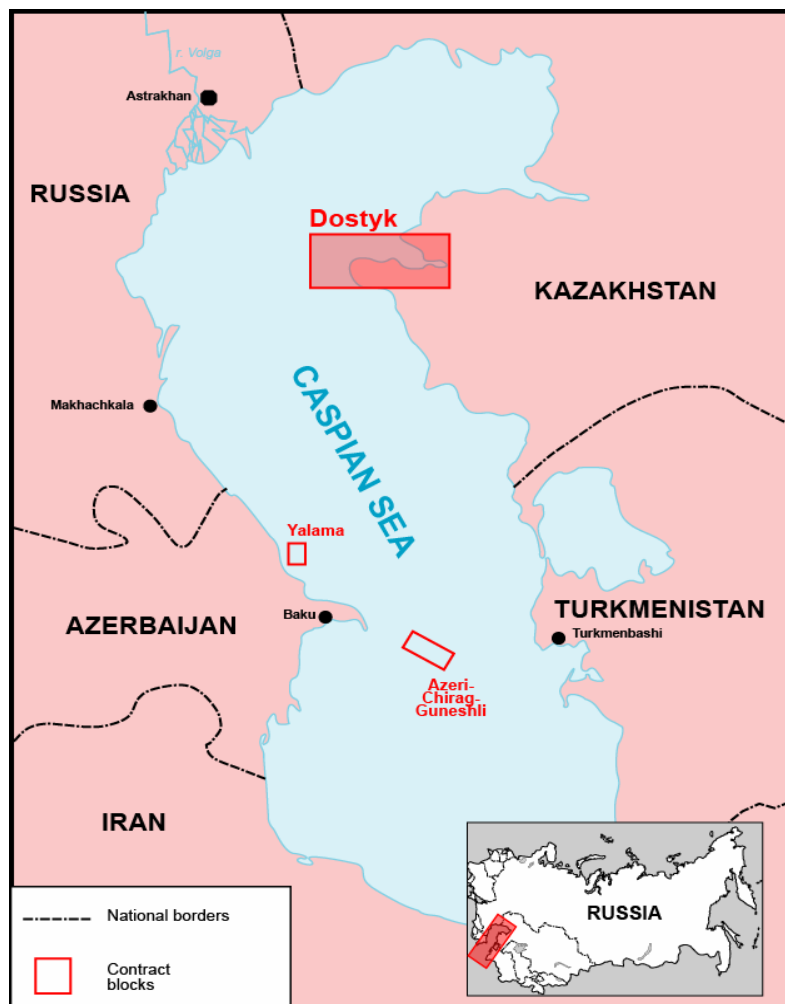 r. Volga
Astrakhan
RUSSIA
Dostyk
KAZAKHSTAN
CASPIAN SEA
Makhachkala
Yalama
AZERBAIJAN
Baku
TURKMENISTAN
Turkmenbashi
Azeri-
Chirag-
Guneshli
IRAN
National borders
Contract
blocks
RUSSIA